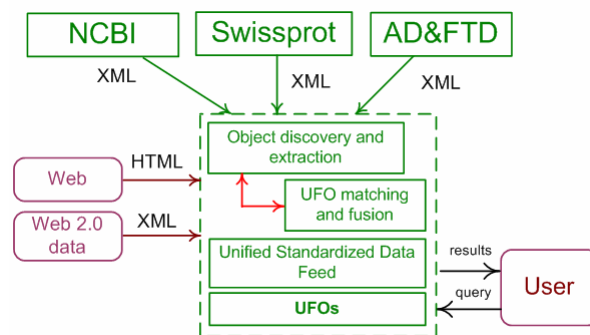 NCBI
Swissprot
AD&FTD
XML
XML
XML
Object discovery and
extraction
HTML
Web
UFO matching
and fusion
XML
Web 2.0
data
Unified Standardized Data
Feed
results
query
User
UFOs